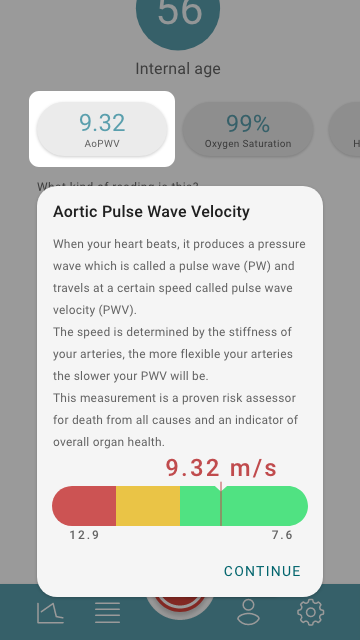 56
Internal age
9.32
AoPWV
99%
Oxygen Saturation
H
What kind of reading is this?
Aortic Pulse Wave Velocity
When your heart beats, it produces a pressure
wave which is called a pulse wave (PW) and
travels at a certain speed called pulse wave
velocity (PWV).
The speed is determined by the stiffness of
your arteries, the more flexible your arteries
the slower your PWV will be.
This measurement is a proven risk assessor
for death from all causes and an indicator of
overall organ health.
9.32 m/s
12.9
7.6
CONTINUE